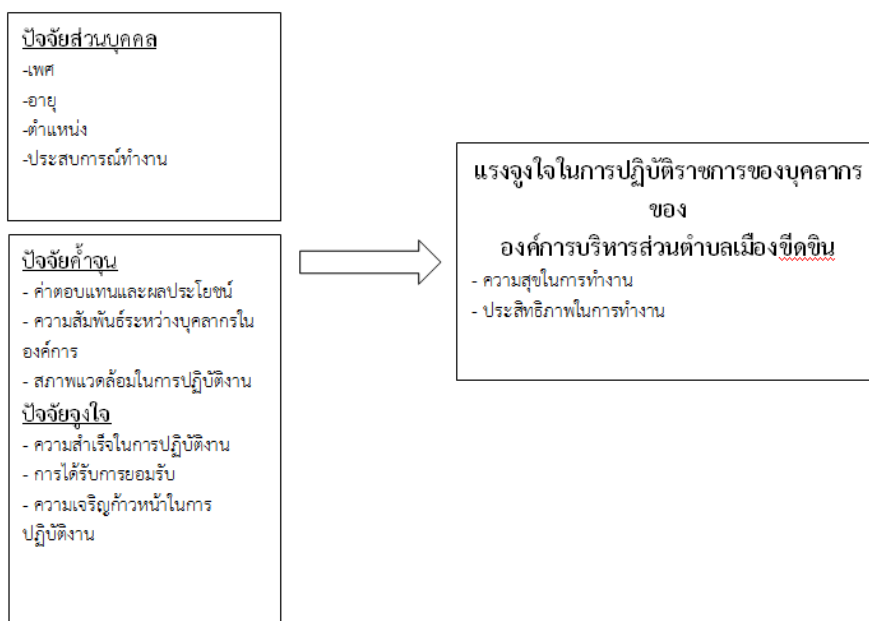 ปัจจัยส่วนบุคคล
-เพศ
-อายุ
-ตำแหน่ง
-ประสบการณ์ทำงาน
ปัจจัยค้ำจุน
- ค่าตอบแทนและผลประโยชน์
- ความสัมพันธ์ระหว่างบุคลากรใน
องค์การ
- สภาพแวดล้อมในการปฏิบัติงาน
ปัจจัยจูงใจ
- ความสำเร็จในการปฏิบัติงาน
- การได้รับการยอมรับ
- ความเจริญก้าวหน้าในการ
ปฏิบัติงาน
แรงจูงใจในการปฏิบัติราชการของบุคลากร
ของ
องค์การบริหารส่วนตำบลเมืองขีดขิน
- ความสุขในการทำงาน
- ประสิทธิภาพในการทำงาน